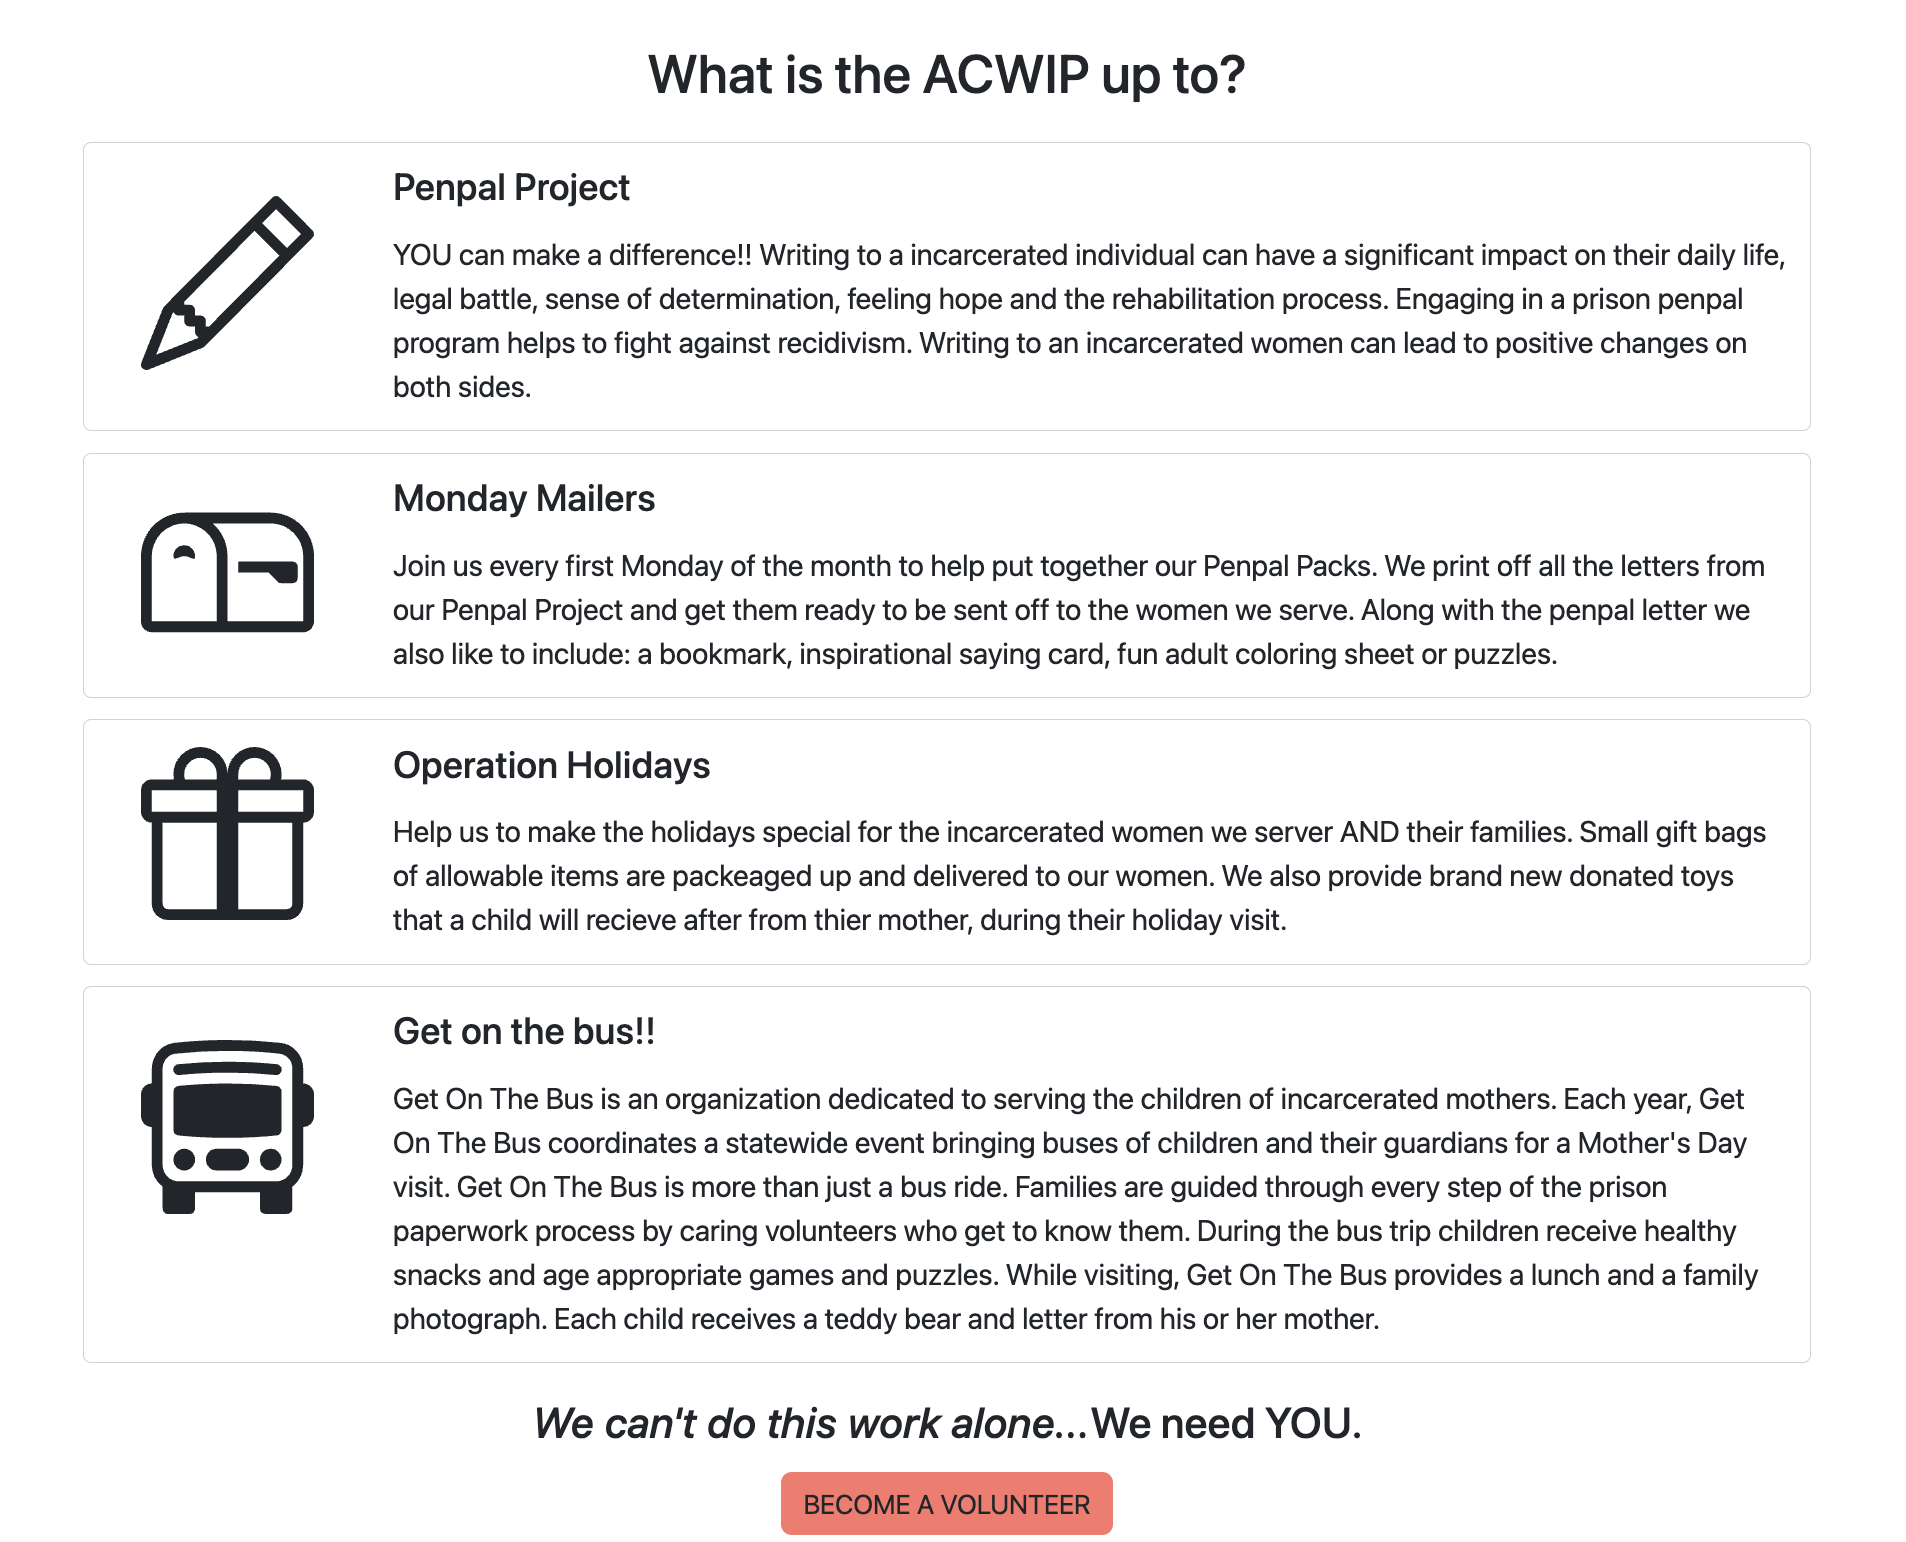 What is the ACWIP up to?
Penpal Project
YOU can make a difference!! Writing to a incarcerated individual can have a significant impact on their daily life,
legal battle, sense of determination, feeling hope and the rehabilitation process. Engaging in a prison penpal
program helps to fight against recidivism. Writing to an incarcerated women can lead to positive changes on
both sides.
Monday Mailers
Join us every first Monday of the month to help put together our Penpal Packs. We print off all the letters from
our Penpal Project and get them ready to be sent off to the women we serve. Along with the penpal letter we
also like to include: a bookmark, inspirational saying card, fun adult coloring sheet or puzzles.
Operation Holidays
Help us to make the holidays special for the incarcerated women we server AND their families. Small gift bags
of allowable items are packeaged up and delivered to our women. We also provide brand new donated toys
that a child will recieve after from thier mother, during their holiday visit.
Get on the bus!!
Get On The Bus is an organization dedicated to serving the children of incarcerated mothers. Each year, Get
On The Bus coordinates a statewide event bringing buses of children and their guardians for a Mother's Day
visit. Get On The Bus is more than just a bus ride. Families are guided through every step of the prison
paperwork process by caring volunteers who get to know them. During the bus trip children receive healthy
snacks and age appropriate games and puzzles. While visiting, Get On The Bus provides a lunch and a family
photograph. Each child receives a teddy bear and letter from his or her mother.
We can't do this work alone...We need YOU.
BECOME A VOLUNTEER